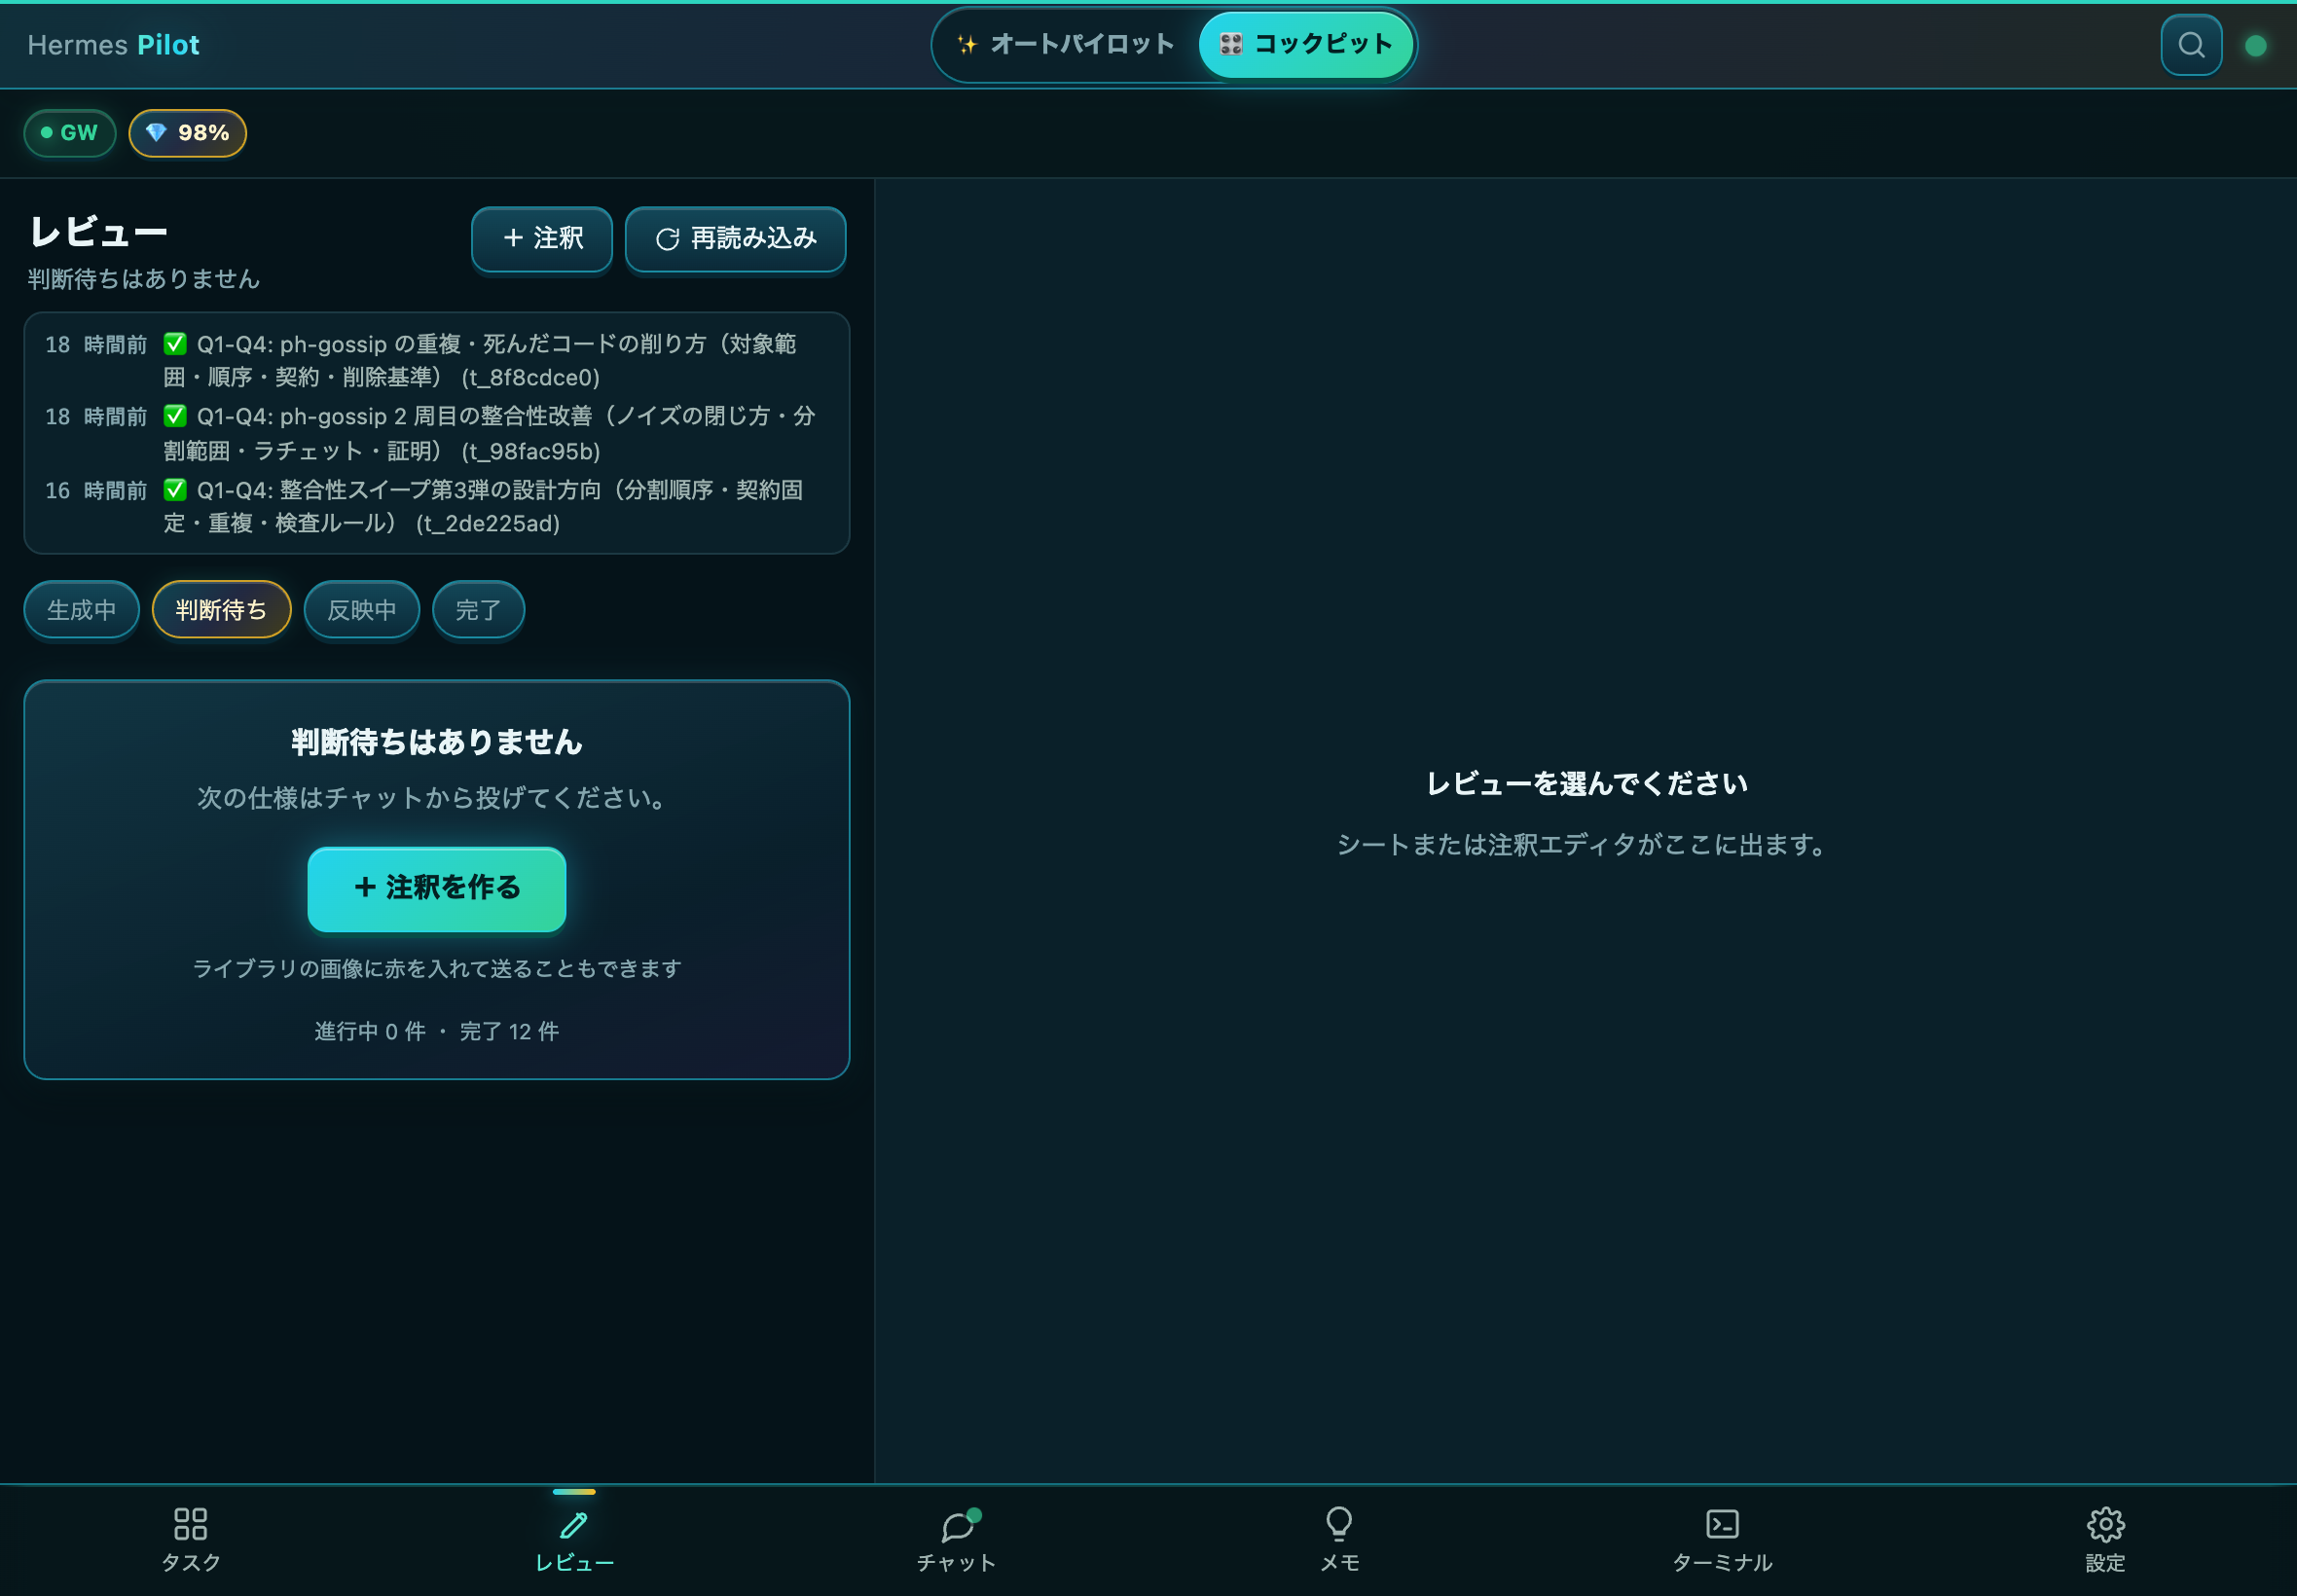 Hermes Pilot
✨ オートパイロット
🎛️ コックピット
GW
💎 98%
レビュー
+ 注釈
再読み込み
判断待ちはありません
18 時間前 ✅ Q1-Q4: ph-gossip の重複・死んだコードの削り方（対象範
囲・順序・契約・削除基準） (t_8f8cdce0)
18 時間前 ✅ Q1-Q4: ph-gossip 2 周目の整合性改善（ノイズの閉じ方・分
割範囲・ラチェット・証明） (t_98fac95b)
16 時間前 ✅ Q1-Q4: 整合性スイープ第3弾の設計方向（分割順序・契約固
定・重複・検査ルール） (t_2de225ad)
生成中
判断待ち
反映中
完了
判断待ちはありません
次の仕様はチャットから投げてください。
+ 注釈を作る
ライブラリの画像に赤を入れて送ることもできます
進行中 0 件 ・ 完了 12 件
レビューを選んでください
シートまたは注釈エディタがここに出ます。
タスク
レビュー
チャット
メモ
ターミナル
設定